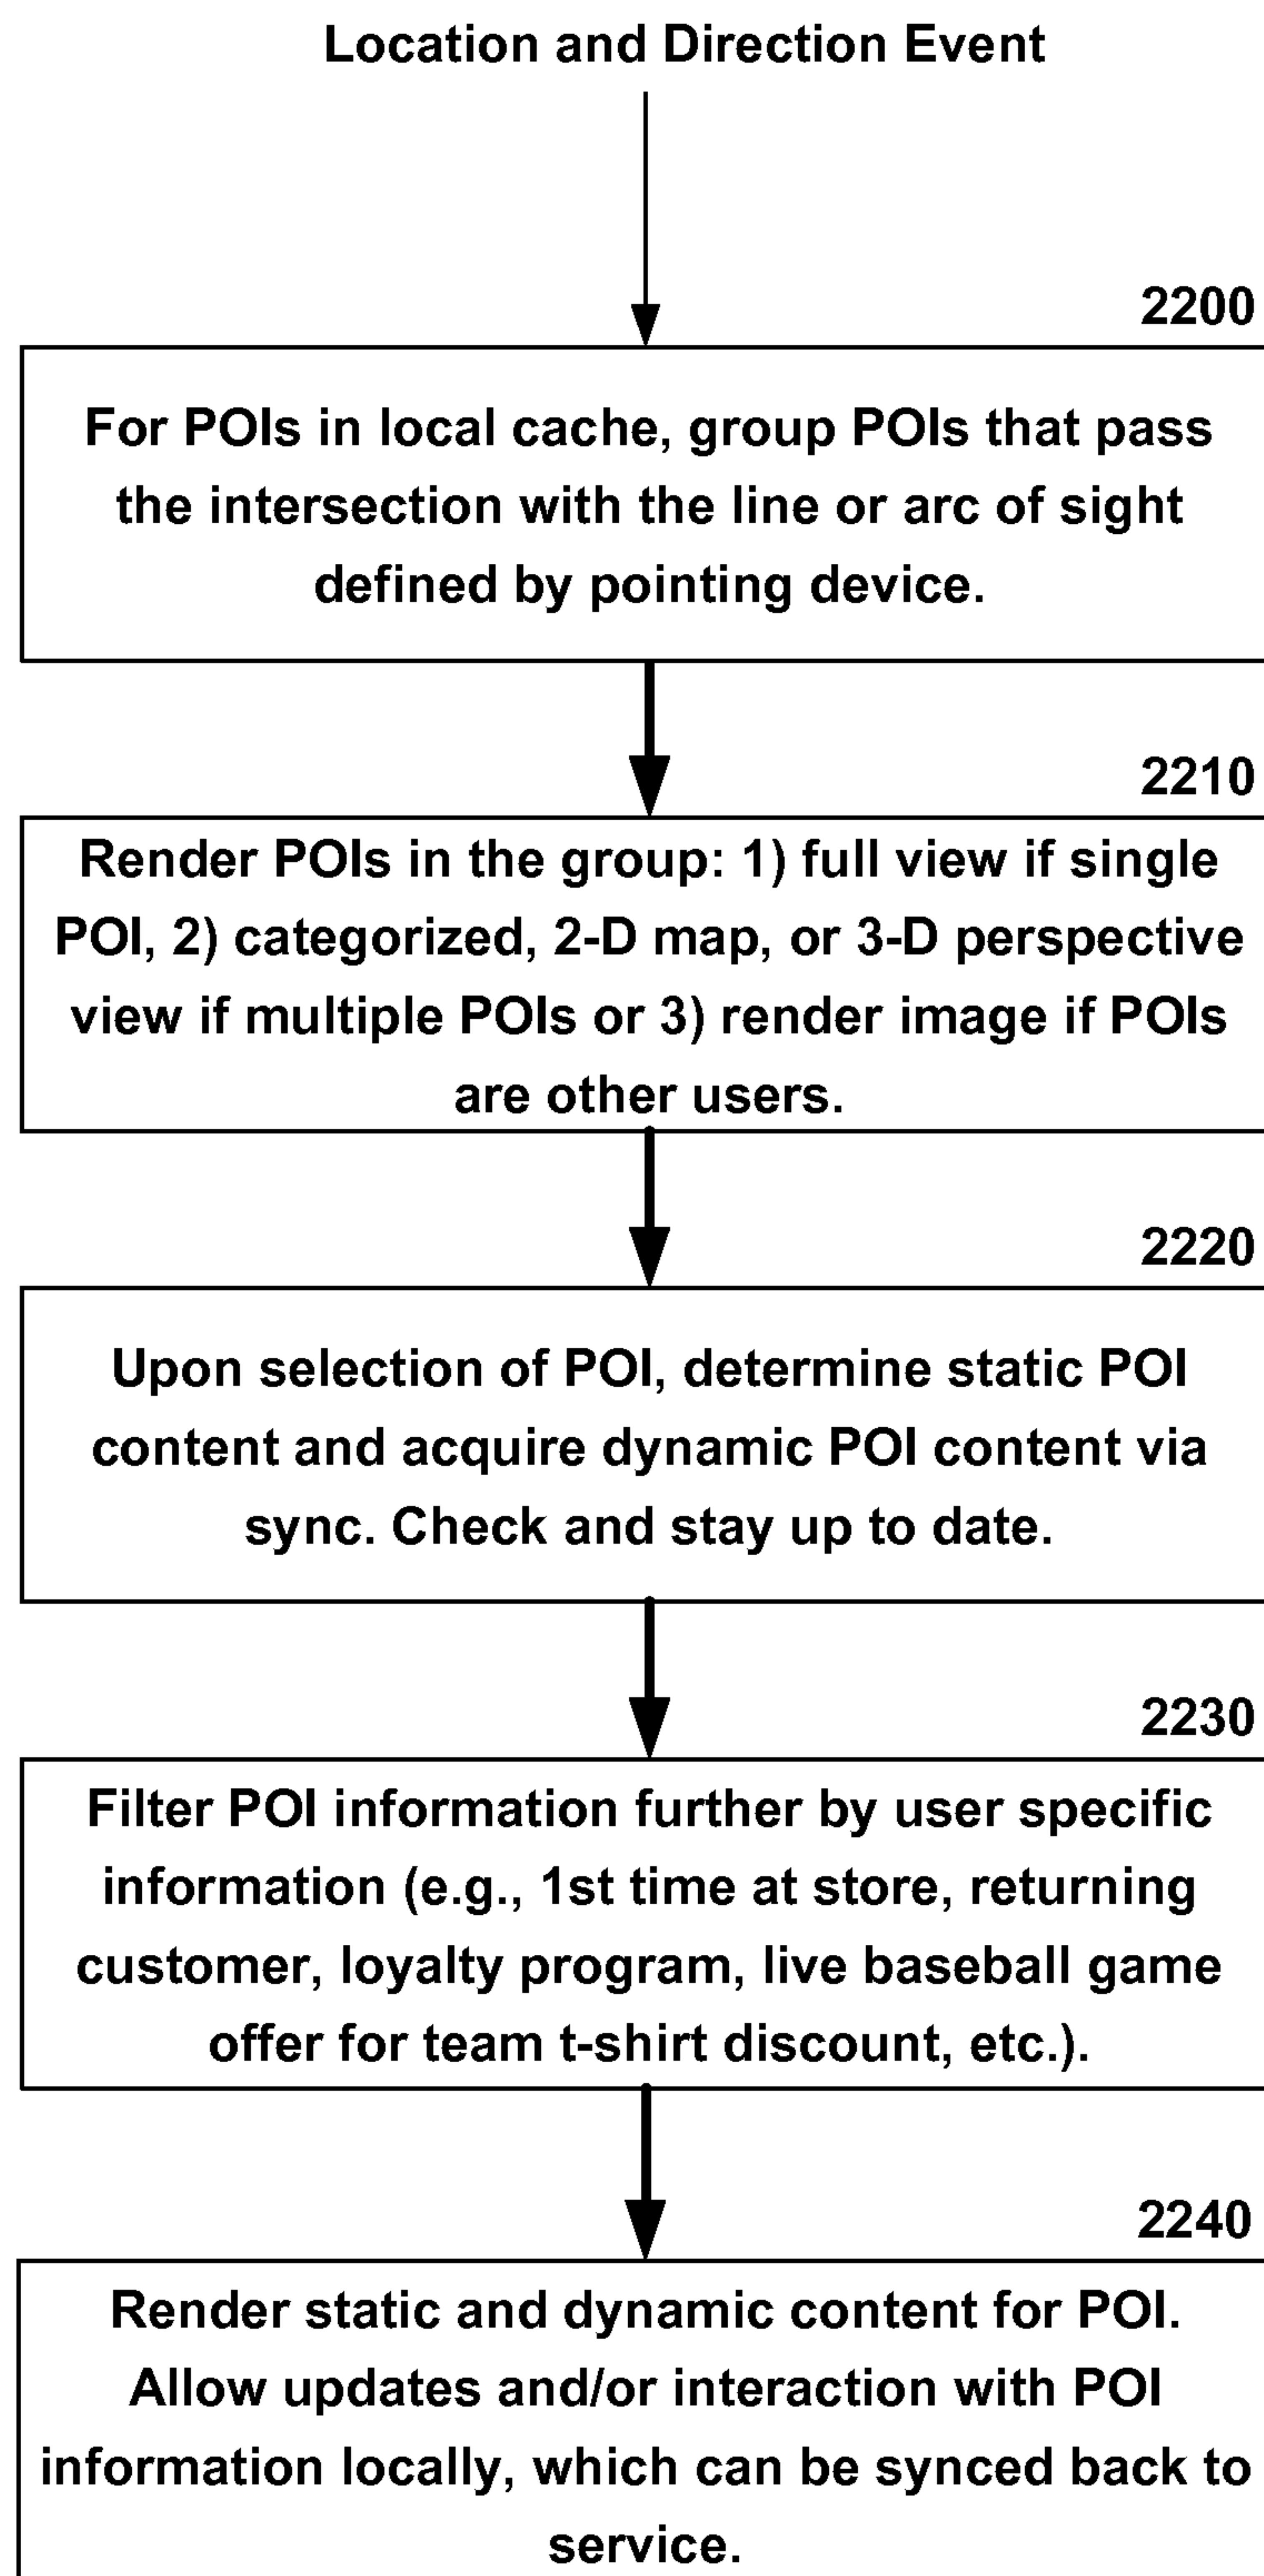 Location and Direction Event
2200
For POIs in local cache, group POIs that pass
the intersection with the line or arc of sight
defined by pointing device.
2210
Render POIs in the group: 1) full view if single
POI, 2) categorized, 2-D map, or 3-D perspective
view if multiple POIs or 3) render image if POIs
are other users.
2220
Upon selection of POI, determine static POI
content and acquire dynamic POI content via
sync. Check and stay up to date.
2230
Filter POI information further by user specific
information (e.g., 1st time at store, returning
customer, loyalty program, live baseball game
offer for team t-shirt discount, etc.).
2240
Render static and dynamic content for POI.
Allow updates and/or interaction with POI
information locally, which can be synced back to
service.